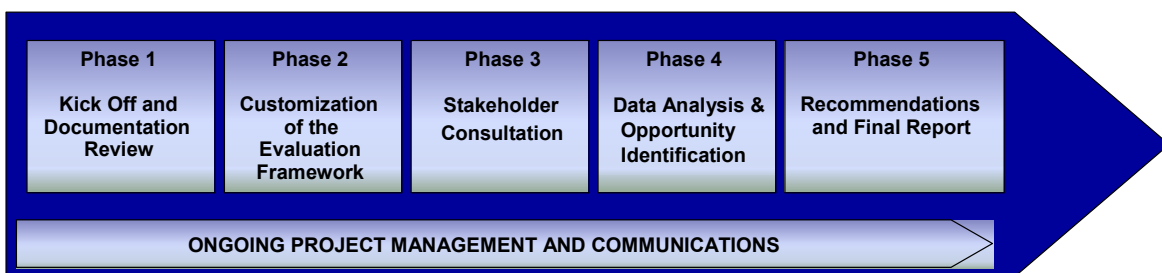 Phase 1
Kick Off and
Documentation
Review
Phase 2
Customization
of the
Evaluation
Framework
Phase 3
Stakeholder
Consultation
Phase 4
Data Analysis &
Opportunity
Identification
Phase 5
Recommendations
and Final Report
ONGOING PROJECT MANAGEMENT AND COMMUNICATIONS